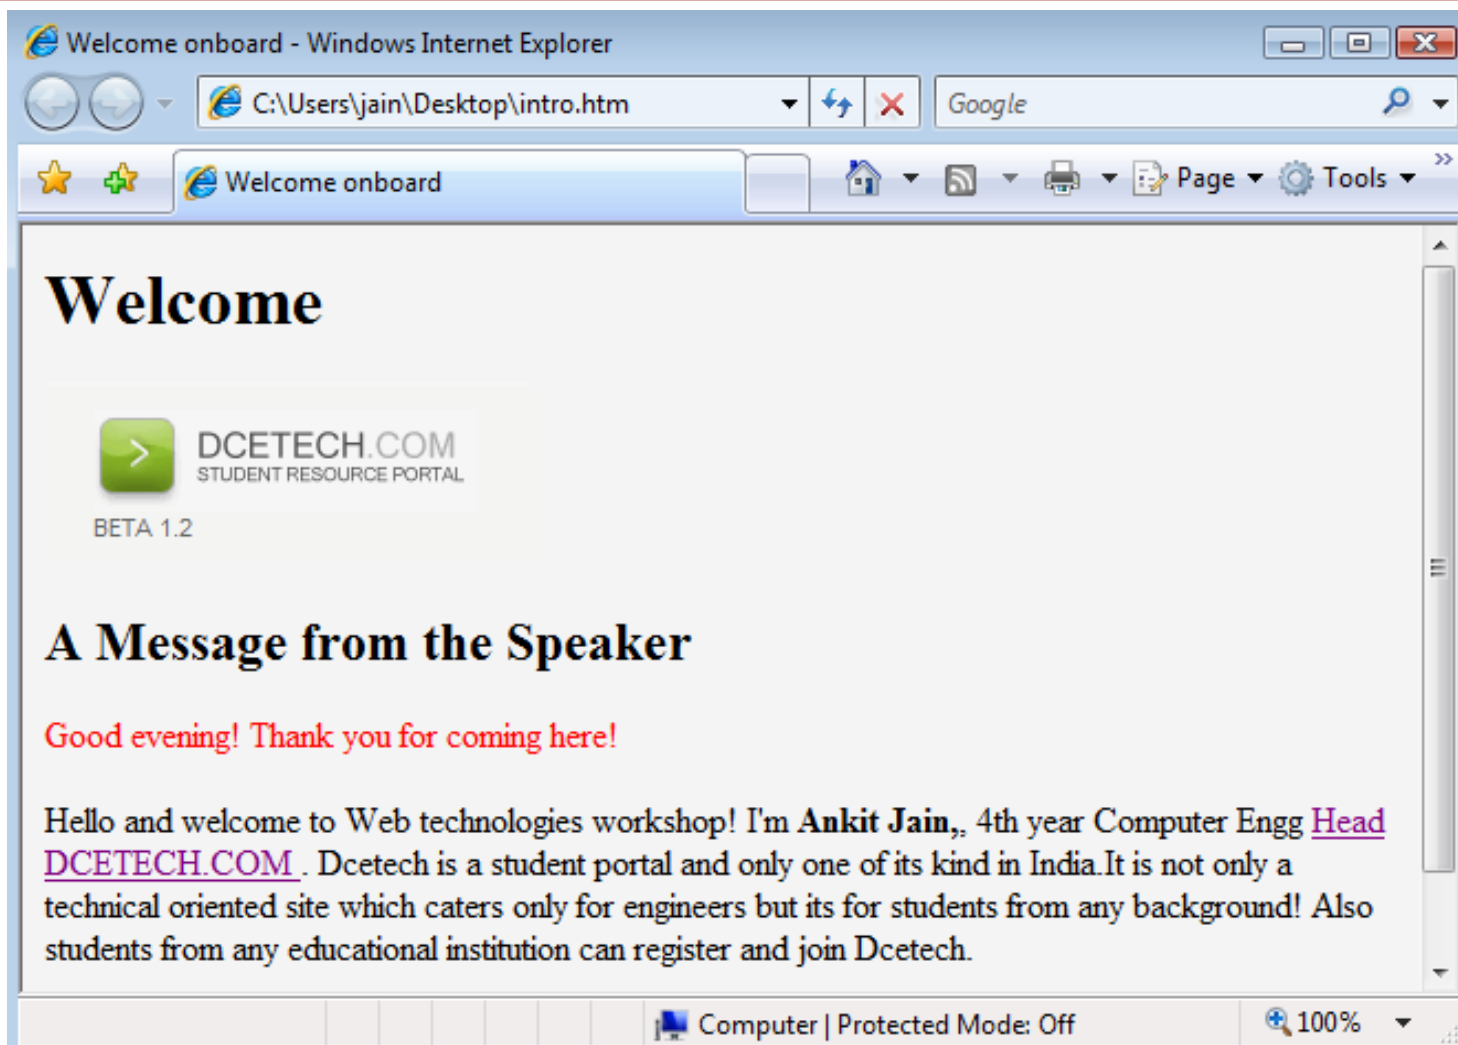 Welcome onboard - Windows Internet Explorer
C:\Users\jain\Desktop\intro.htm
Google
Welcome onboard
Page
Tools
Welcome
DCETECH.COM
STUDENT RESOURCE PORTAL
BETA 1.2
A Message from the Speaker
Good evening! Thank you for coming here!
Hello and welcome to Web technologies workshop! I'm Ankit Jain,, 4th year Computer Engg Head
DCETECH.COM . Dcetech is a student portal and only one of its kind in India.It is not only a
technical oriented site which caters only for engineers but its for students from any background! Also
students from any educational institution can register and join Dcetech.
Computer | Protected Mode: Off
100%